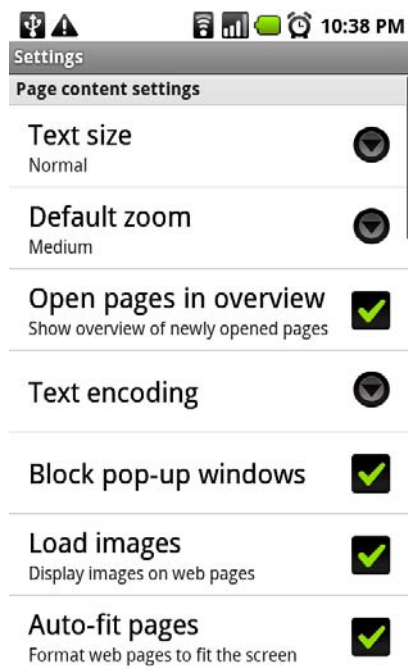 10:38 PM
Settings
Page content settings
Text size
Normal
Default zoom
Medium
Open pages in overview
Show overview of newly opened pages
Text encoding
Block pop-up windows
Load images
Display images on web pages
Auto-fit pages
Format web pages to fit the screen